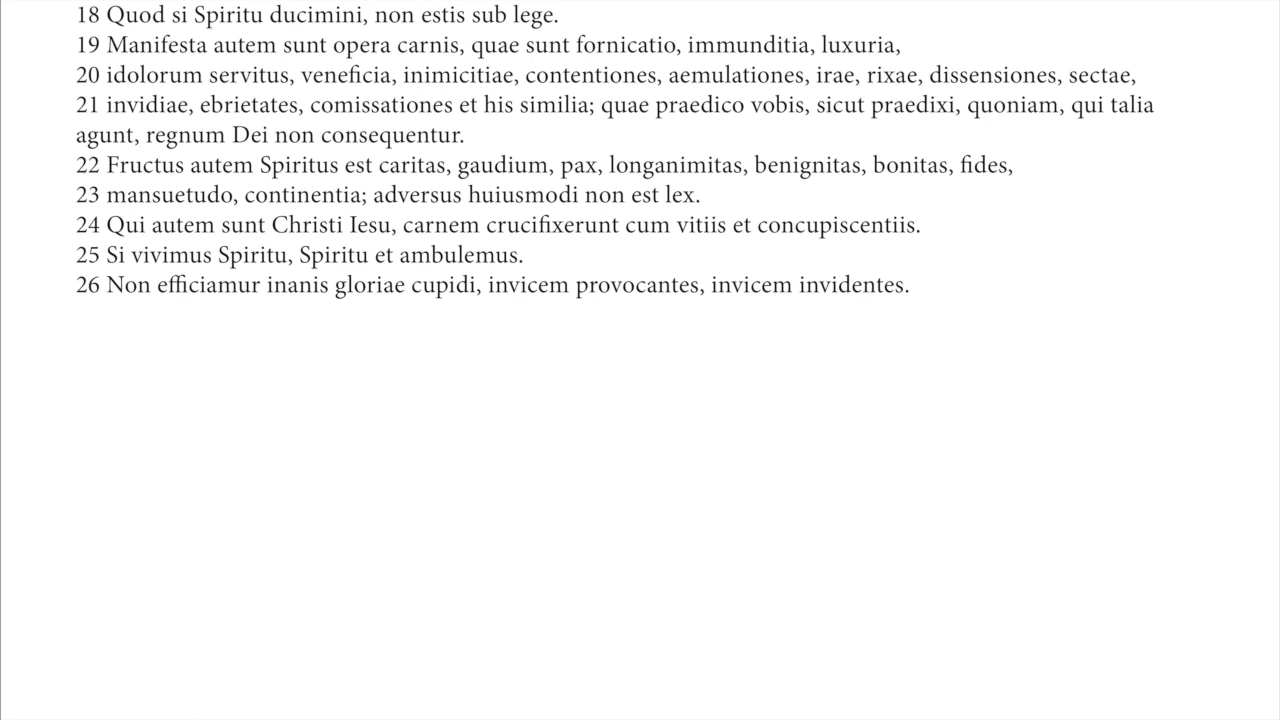 18 Quod si Spiritu ducimini, non estis sub lege.
19 Manifesta autem sunt opera carnis, quae sunt fornicatio, immunditia, luxuria,
20 idolorum servitus, veneficia, inimicitiae, contentiones, aemulationes, irae, rixae, dissensiones, sectae,
21 invidiae, ebrietates, comissationes et his similia; quae praedico vobis, sicut praedixi, quoniam, qui talia
agunt, regnum Dei non consequentur.
22 Fructus autem Spiritus est caritas, gaudium, pax, longanimitas, benignitas, bonitas, fides,
23 mansuetudo, continentia; adversus huiusmodi non est lex.
24 Qui autem sunt Christi Iesu, carnem crucifixerunt cum vitiis et concupiscentiis.
25 Si vivimus Spiritu, Spiritu et ambulemus.
26 Non efficiamur inanis gloriae cupidi, invicem provocantes, invicem invidentes.